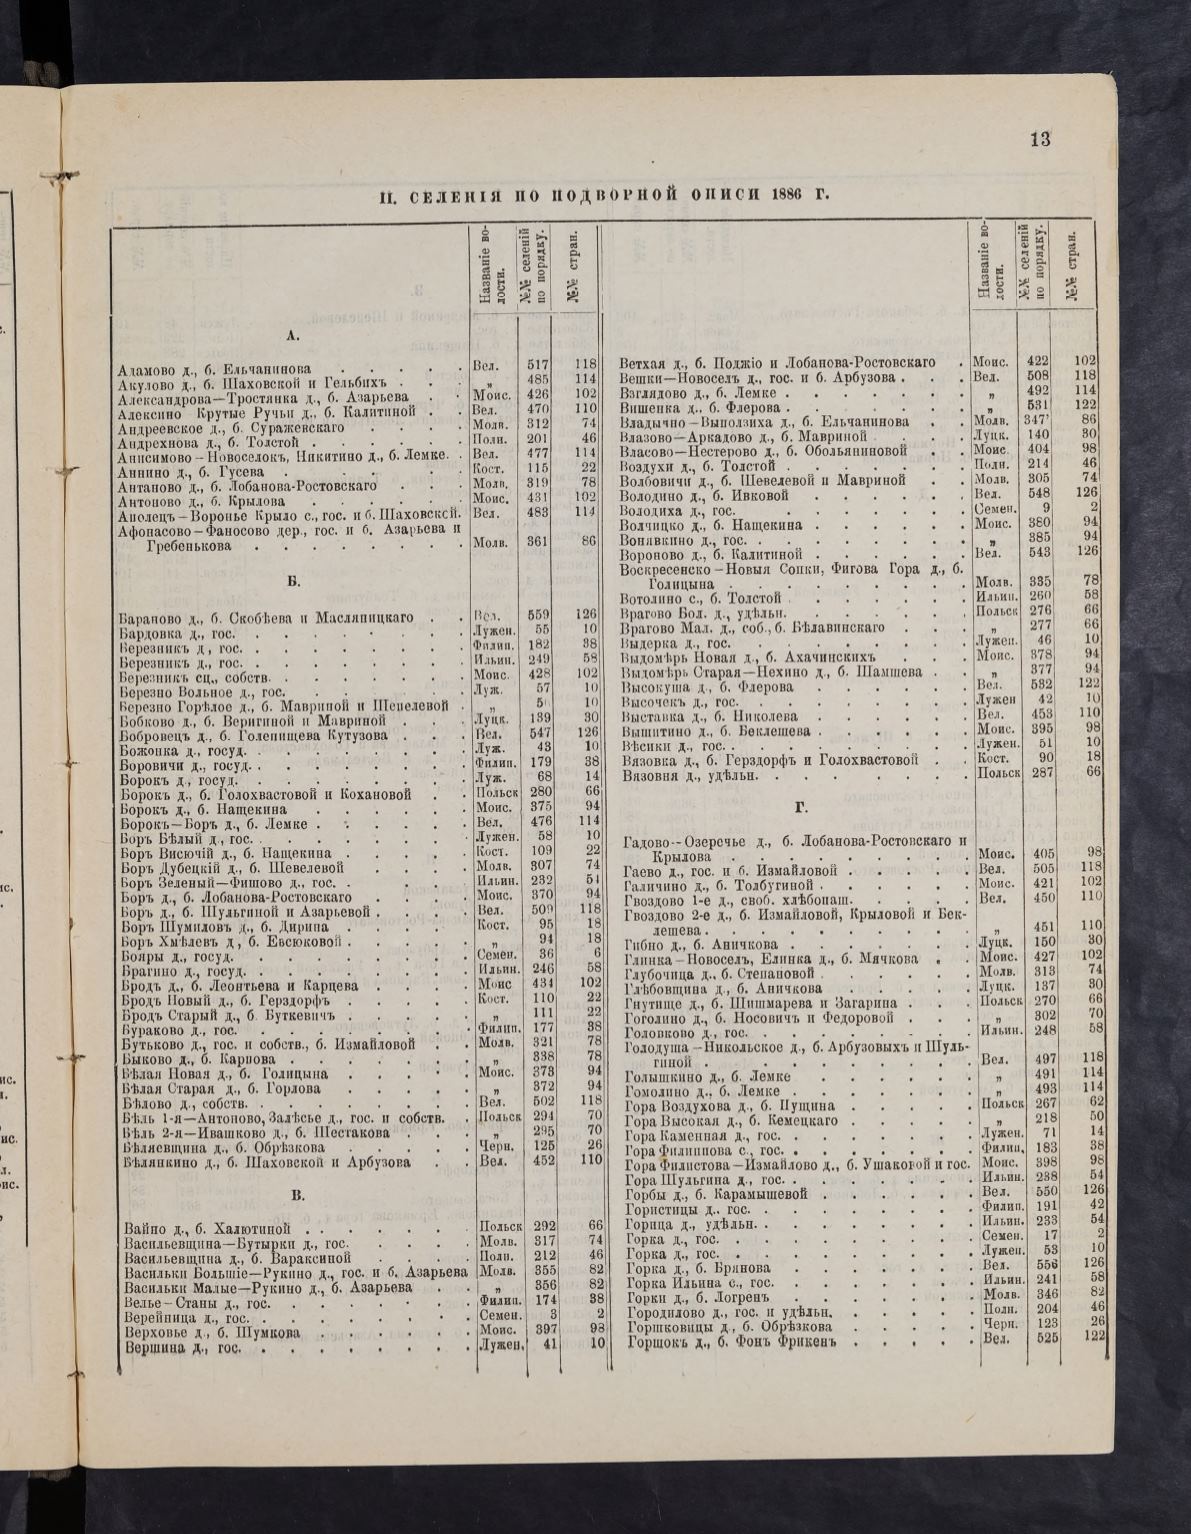 13
II. СЕЛЕНІЯ ПО ПОДВОРНОЙ ОПИСИ 1886 Г.
Названіе волости. №№ селеній по порядку. №№ стран.
А.
Адамово д., б. Ельчанинова Вел. 517 118
Акулово д., б. Шаховской и Гельбихъ „ 485 114
Александрова—Тростянка д., б. Азарьева Моис. 426 102
Алексино Крутые Ручьи д., б. Калитиной Вел. 470 110
Андреевское д., б. Суражевскаго Молв. 312 74
Андрехнова д., б. Толстой Полн. 201 46
Анисимово—Новоселокъ, Никитино д., б. Лемке. Вел. 477 114
Аннино д., б. Гусева Кост. 115 22
Антаново д., б. Лобанова-Ростовскаго Молв. 319 78
Антоново д., б. Крылова Моис. 431 102
Аполецъ—Воронье Крыло с., гос. и б. Шаховской. Вел. 483 114
Афонасово—Фаносово дер., гос. и б. Азарьева и
Гребенькова Молв. 361 86
Б.
Бараново д., б. Скобѣева и Масляницкаго Вел. 559 126
Бардовка д., гос. Лужен. 55 10
Березникъ д., гос. Филип. 182 38
Березникъ д., гос. Ильин. 249 58
Березникъ сц., собств. Моис. 428 102
Березно Вольное д., гос. Луж. 57 10
Березно Горѣлое д., б. Мавриной и Шепелевой „ 10
Бобково д., б. Веригиной и Мавриной Луцк. 139 30
Бобровецъ д., б. Голенищева Кутузова Вел. 547 126
Божонка д., госуд. Луж. 43 10
Боровичи д., госуд. Филип. 179 38
Борокъ д., госуд. Луж. 68 14
Борокъ д., б. Голохвастовой и Кохановой Польск 280 66
Борокъ д., б. Нащекина Моис. 375 94
Борокъ—Боръ д., б. Лемке Вел. 476 114
Боръ Бѣлый д., гос. Лужен. 58 10
Боръ Висючій д., б. Нащекина Кост. 109 22
Боръ Дубецкій д., б. Шевелевой Молв. 307 74
Боръ Зеленый—Фишово д., гос. Ильин. 232 54
Боръ д., б. Лобанова-Ростовскаго Моис. 370 94
Боръ д., б. Шульгиной и Азарьевой Вел. 509 118
Боръ Шумиловъ д., б. Дирина Кост. 95 18
Боръ Хмѣлевъ д., б. Евсюковой „ 94 18
Бояры д., госуд. Семен. 36 6
Брагино д., госуд. Ильин. 246 58
Бродъ д., б. Леонтьева и Карцева Моис 434 102
Бродъ Новый д., б. Герздорфъ Кост. 110 22
Бродъ Старый д., б. Буткевичъ „ 111 22
Бураково д., гос. Филип. 177 38
Бутьково д., гос. и собств., б. Измайловой Молв. 321 78
Быково д., б. Карпова „ 338 78
Бѣлая Новая д., б. Голицына Моис. 373 94
Бѣлая Старая д., б. Горлова „ 372 94
Бѣлово д., собств. Вел. 502 118
Бѣль 1-я—Антоново, Залѣсье д., гос. и собств. Польск 294 70
Бѣль 2-я—Ивашково д., б. Шестакова „ 295 70
Бѣляевщина д., б. Обрѣзкова Черн. 125 26
Бѣлянкино д., б. Шаховской и Арбузова Вел. 452 110
В.
Вайно д., б. Халютиной Польск 292 66
Васильевщина—Бутырки д., гос. Молв. 317 74
Васильевщина д., б. Вараксиной Полн. 212 46
Васильки Большіе—Рукино д., гос. и б. Азарьева Молв. 355 82
Васильки Малые—Рукино д., б. Азарьева „ 356 82
Велье—Станы д., гос. Филип. 174 38
Верейница д., гос. Семен. 3 2
Верховье д., б. Шумкова Моис. 397 98
Вершина д., гос. Лужен. 41 10
Названіе волости. №№ селеній по порядку. №№ стран.
Ветхая д., б. Поджіо и Лобанова-Ростовскаго Моис. 422 102
Вешки—Новоселъ д., гос. и б. Арбузова Вел. 508 118
Взглядово д., б. Лемке „ 492 114
Вишенка д., б. Флерова „ 531 122
Владычно—Выползиха д., б. Ельчанинова Молв. 347 86
Влазово—Аркадово д., б. Мавриной Луцк. 140 30
Власово—Нестерово д., б. Обольяниновой Моис. 404 98
Воздухи д., б. Толстой Полн. 214 46
Волбовичи д., б. Шевелевой и Мавриной Молв. 305 74
Володино д., б. Ивковой Вел. 548 126
Володиха д., гос. Семен. 9 2
Волчицко д., б. Нащекина Моис. 380 94
Вонявкино д., гос. „ 385 94
Вороново д., б. Калитиной Вел. 543 126
Воскресенско—Новыя Сопки, Фигова Гора д., б.
Голицына Молв. 335 78
Вотолино с., б. Толстой Ильин. 260 58
Врагово Бол. д., удѣльн. Польск 276 66
Врагово Мал. д., соб., б. Бѣлавинскаго „ 277 66
Выдерка д., гос. Лужен. 46 10
Выдомѣрь Новая д., б. Ахачинскихъ Моис. 378 94
Выдомѣрь Старая—Нехино д., б. Шамшева „ 377 94
Высокуша д., б. Флерова Вел. 532 122
Высочекъ д., гос. Лужен 42 10
Выставка д., б. Николева Вел. 453 110
Вышитино д., б. Беклешева Моис. 395 98
Вѣсики д., гос. Лужен. 51 10
Вязовка д., б. Герздорфъ и Голохвастовой Кост. 90 18
Вязовня д., удѣльн. Польск 287 66
Г.
Гадово—Озеречье д., б. Лобанова-Ростовскаго и
Крылова Моис. 405 98
Гаево д., гос. и б. Измайловой Вел. 505 118
Галичино д., б. Толбугиной Моис. 421 102
Гвоздово 1-е д., своб. хлѣбопаш. Вел. 450 110
Гвоздово 2-е д., б. Измайловой, Крыловой и Бек-
лешева „ 451 110
Гибно д., б. Аничкова Луцк. 150 30
Глинка—Новоселъ, Елинка д., б. Мячкова Моис. 427 102
Глубочица д., б. Степановой Молв. 313 74
Глѣбовщина д., б. Аничкова Луцк. 137 30
Гнутище д., б. Шишмарева и Загарина Польск 270 66
Гоголино д., б. Носовичъ и Федоровой „ 302 70
Головково д., гос. Ильин. 248 58
Голодуша—Никольское д., б. Арбузовыхъ и Шуль-
гиной Вел. 497 118
Голышкино д., б. Лемке „ 491 114
Гомолино д., б. Лемке „ 493 114
Гора Воздухова д., б. Пущина Польск 267 62
Гора Высокая д., б. Кемецкаго „ 218 50
Гора Каменная д., гос. Лужен. 71 14
Гора Филиппова с., гос. Филип. 183 38
Гора Филистова—Измайлово д., б. Ушаковой и гос. Моис. 398 98
Гора Шульгина д., гос. Ильин. 238 54
Горбы д., б. Карамышевой Вел. 550 126
Гористицы д., гос. Филип. 191 42
Горица д., удѣльн. Ильин. 233 54
Горка д., гос. Семен. 17 2
Горка д., гос. Лужен. 53 10
Горка д., б. Брянова Вел. 556 126
Горка Ильина с., гос. Ильин. 241 58
Горки д., б. Логренъ Молв. 346 82
Городилово д., гос. и удѣльн. Полн. 204 46
Горшковицы д., б. Обрѣзкова Черн. 123 26
Горшокъ д., б. Фонъ Фрикенъ Вел. 525 122